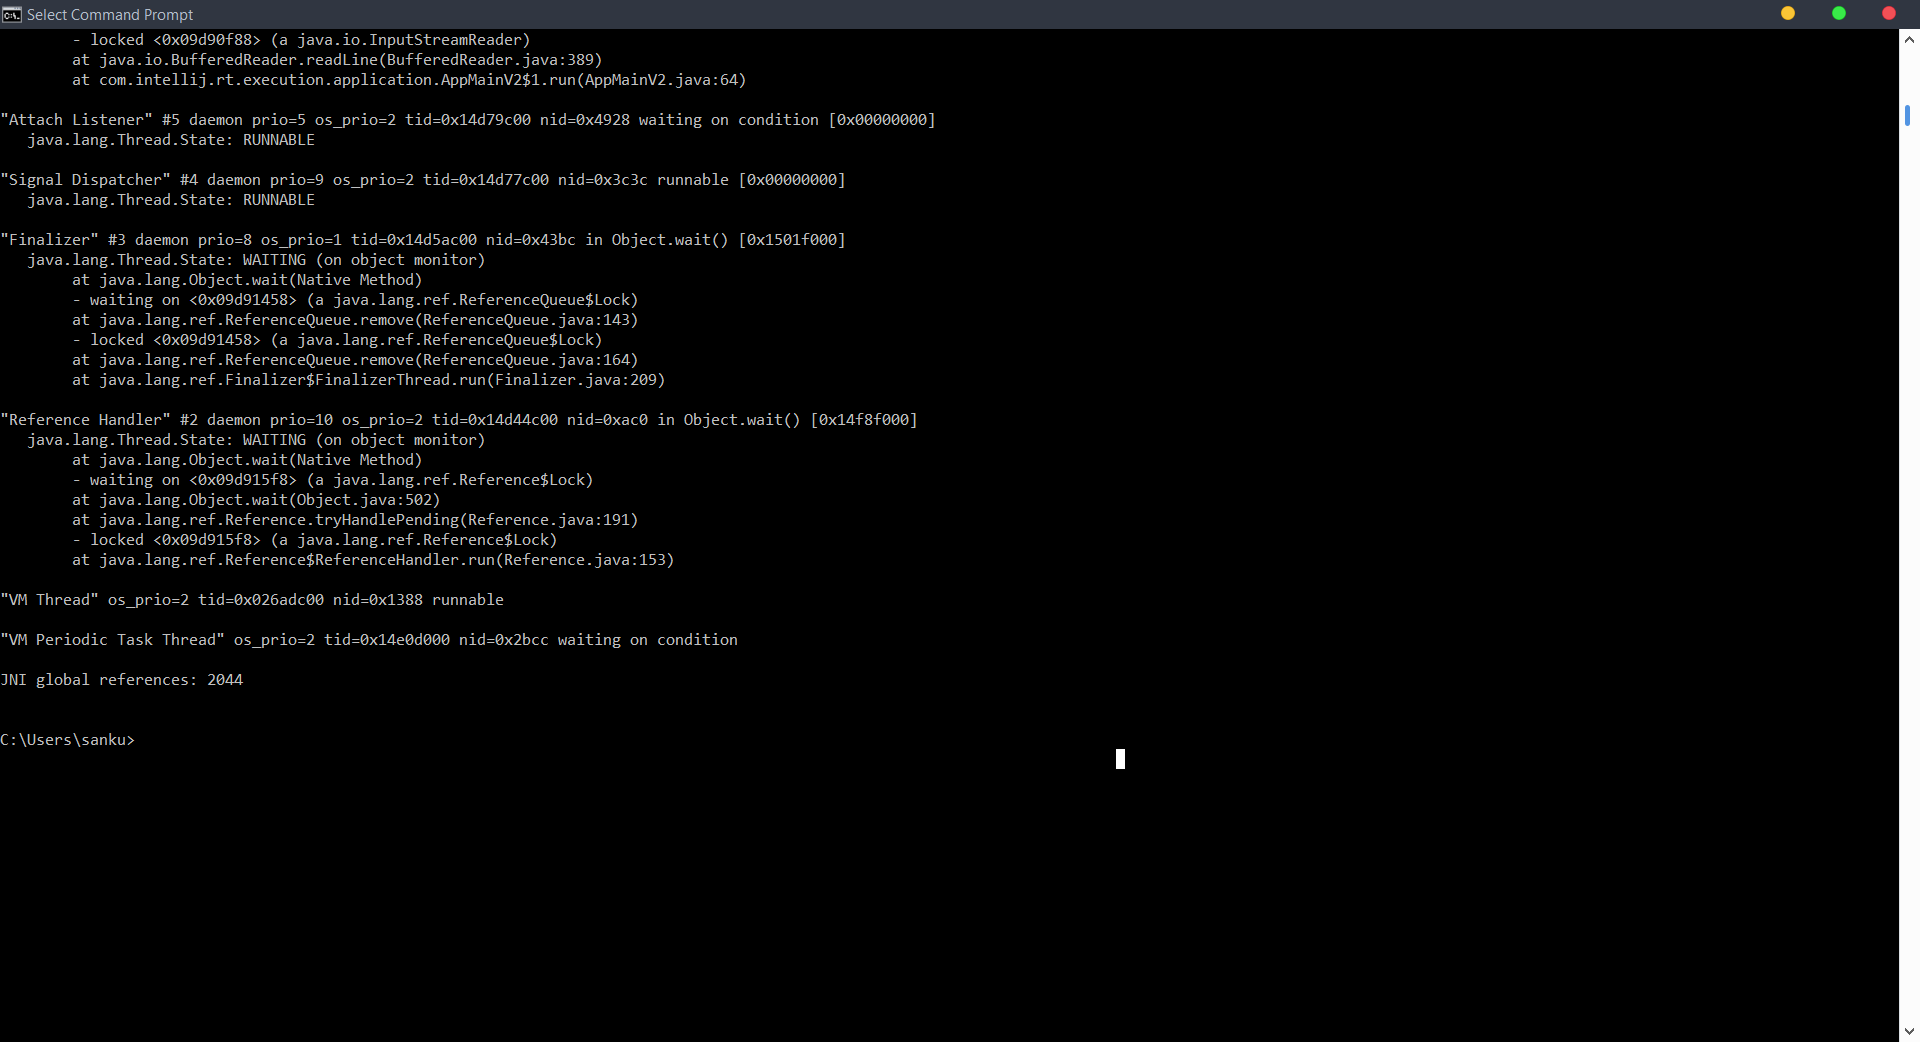 Select Command Prompt
- locked <0x09d90f88> (a java.io.InputStreamReader)
at java.io.BufferedReader.readLine(BufferedReader.java:389)
at com.intellij.rt.execution.application.AppMainV2$1.run(AppMainV2.java:64)
"Attach Listener" #5 daemon prio=5 os_prio=2 tid=0x14d79c00 nid=0x4928 waiting on condition [0x00000000]
java.lang.Thread.State: RUNNABLE
"Signal Dispatcher" #4 daemon prio=9 os_prio=2 tid=0x14d77c00 nid=0x3c3c runnable [0x00000000]
java.lang.Thread.State: RUNNABLE
"Finalizer" #3 daemon prio=8 os_prio=1 tid=0x14d5ac00 nid=0x43bc in Object.wait() [0x1501f000]
java.lang.Thread.State: WAITING (on object monitor)
at java.lang.Object.wait(Native Method)
- waiting on <0x09d91458> (a java.lang.ref.ReferenceQueue$Lock)
at java.lang.ref.ReferenceQueue.remove(ReferenceQueue.java:143)
- locked <0x09d91458> (a java.lang.ref.ReferenceQueue$Lock)
at java.lang.ref.ReferenceQueue.remove(ReferenceQueue.java:164)
at java.lang.ref.Finalizer$FinalizerThread.run(Finalizer.java:209)
"Reference Handler" #2 daemon prio=10 os_prio=2 tid=0x14d44c00 nid=0xac0 in Object.wait() [0x14f8f000]
java.lang.Thread.State: WAITING (on object monitor)
at java.lang.Object.wait(Native Method)
- waiting on <0x09d915f8> (a java.lang.ref.Reference$Lock)
at java.lang.Object.wait(Object.java:502)
at java.lang.ref.Reference.tryHandlePending(Reference.java:191)
- locked <0x09d915f8> (a java.lang.ref.Reference$Lock)
at java.lang.ref.Reference$ReferenceHandler.run(Reference.java:153)
"VM Thread" os_prio=2 tid=0x026adc00 nid=0x1388 runnable
"VM Periodic Task Thread" os_prio=2 tid=0x14e0d000 nid=0x2bcc waiting on condition
JNI global references: 2044
C:\Users\sanku>